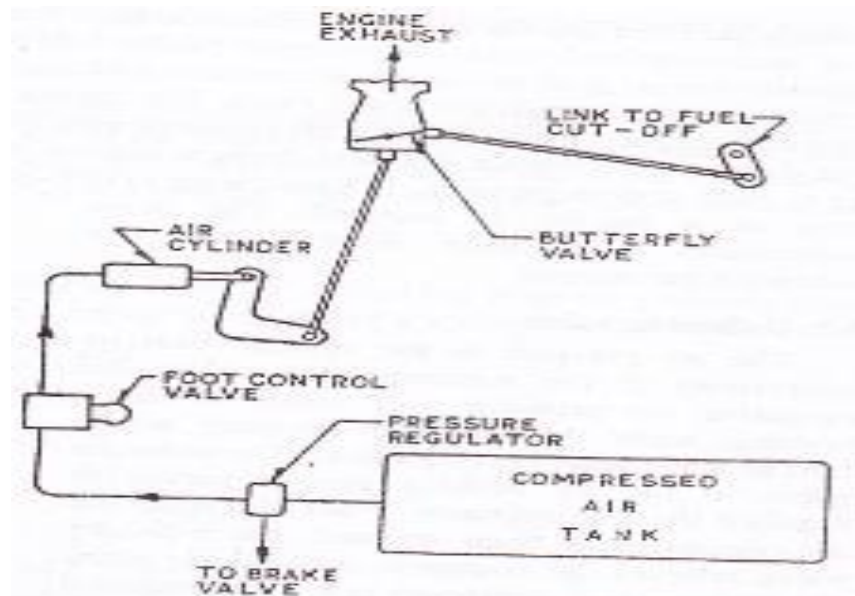 ENGINE
EXHAUST
LINK TO FUEL
CUT-OFF
AIR
CYLINDER
BUTTERFLY
VALVE
FOOT CONTROL
VALVE
PRESSURE
REGULATOR
COMPRESSED
AIR
TANK
TO BRAKE
VALVE